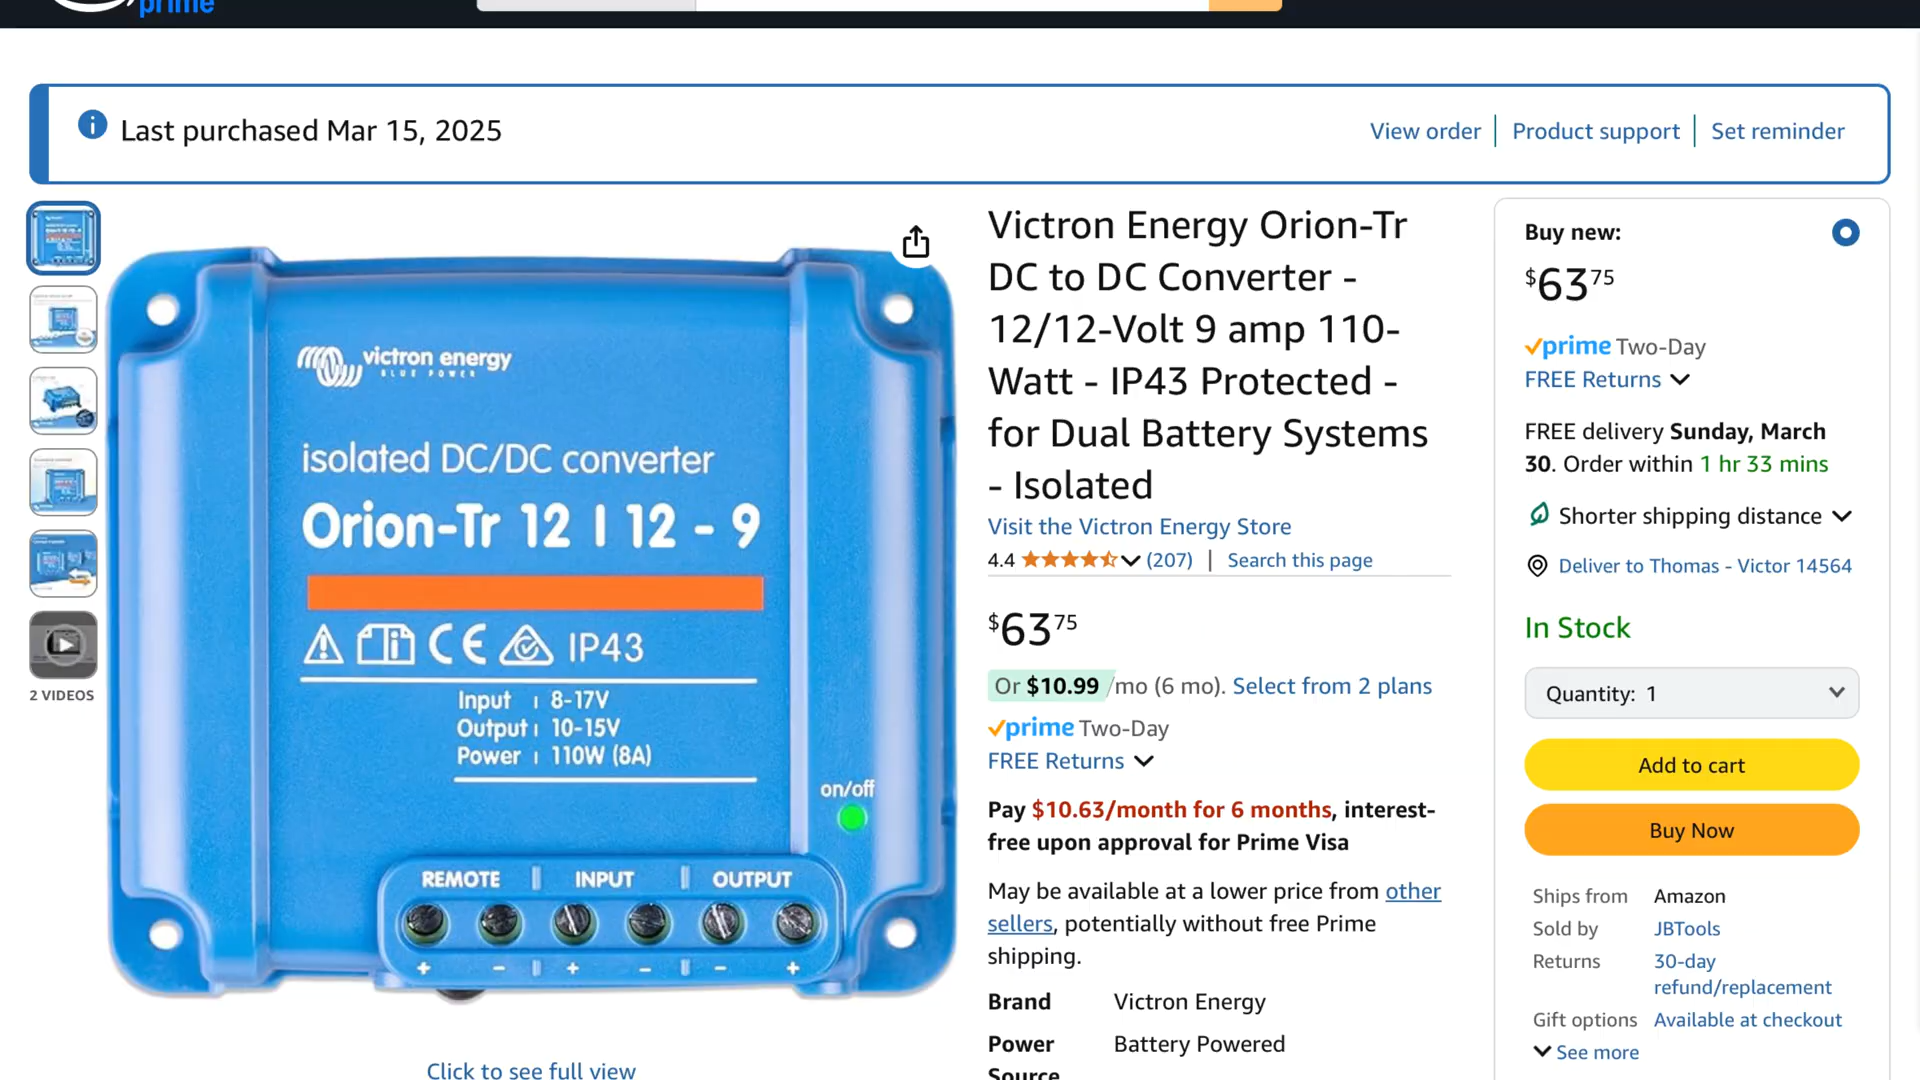 prime
Last purchased Mar 15, 2025
View order
Product support
Set reminder
2 VIDEOS
victron energy
BLUE POWER
isolated DC/DC converter
Orion-Tr 12 | 12 - 9
CE IP43
Input | 8-17V
Output | 10-15V
Power | 110W (8A)
on/off
REMOTE | INPUT | OUTPUT
+ - | + - | - +
Click to see full view
Victron Energy Orion-Tr
DC to DC Converter -
12/12-Volt 9 amp 110-
Watt - IP43 Protected -
for Dual Battery Systems
- Isolated
Visit the Victron Energy Store
4.4 (207) | Search this page
$63 75
Or $10.99 /mo (6 mo). Select from 2 plans
prime Two-Day
FREE Returns
Pay $10.63/month for 6 months, interest-
free upon approval for Prime Visa
May be available at a lower price from other
sellers, potentially without free Prime
shipping.
Brand Victron Energy
Power Battery Powered
Source
Buy new:
$63 75
prime Two-Day
FREE Returns
FREE delivery Sunday, March
30. Order within 1 hr 33 mins
Shorter shipping distance
Deliver to Thomas - Victor 14564
In Stock
Quantity: 1
Add to cart
Buy Now
Ships from Amazon
Sold by JBTools
Returns 30-day
refund/replacement
Gift options Available at checkout
See more